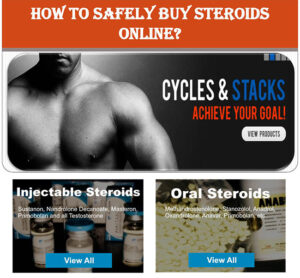 HOW TO SAFELY BUY STEROIDS
ONLINE?
CYCLES & STACKS
ACHIEVE YOUR GOAL!
VIEW PRODUCTS
Injectable Steroids
Sustanon, Nandrolone Decanoate, Masteron,
Primobolan and all Testosterone
View All
Oral Steroids
Methandrostenolone, Stanozolol, Anadrol,
Oxandrolone, Anavar, Primobolan, etc.
View All